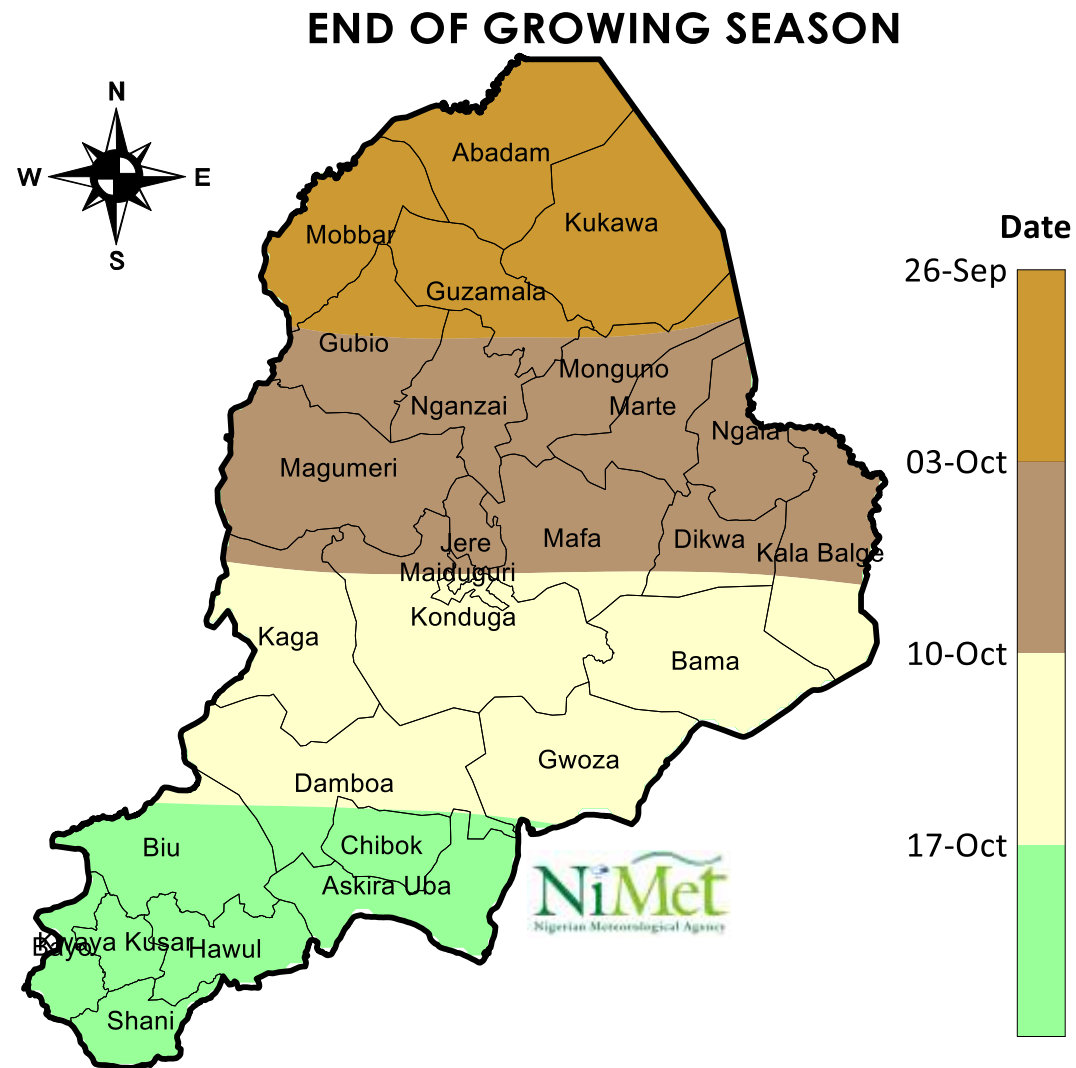 END OF GROWING SEASON
N
W
E
S
Date
26-Sep
03-Oct
10-Oct
17-Oct
Abadam
Kukawa
Mobbar
Guzamala
Gubio
Monguno
Nganzai
Marte
Ngala
Magumeri
Mafa
Jere
Dikwa
Kala Balge
Maiduguri
Konduga
Kaga
Bama
Gwoza
Damboa
Biu
Chibok
Askira Uba
Kwaya Kusar
Bayo
Hawul
Shani
NiMet
Nigerian Meteorological Agency